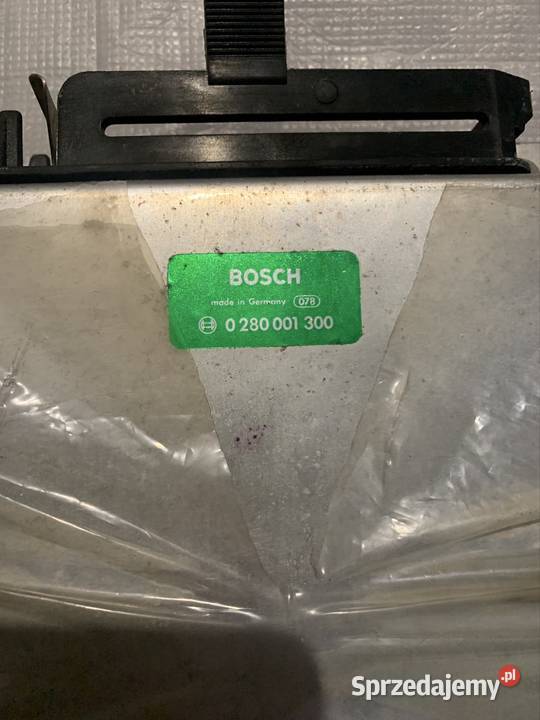 BOSCH
made in Germany 078
0 280 001 300
Sprzedajemy.pl